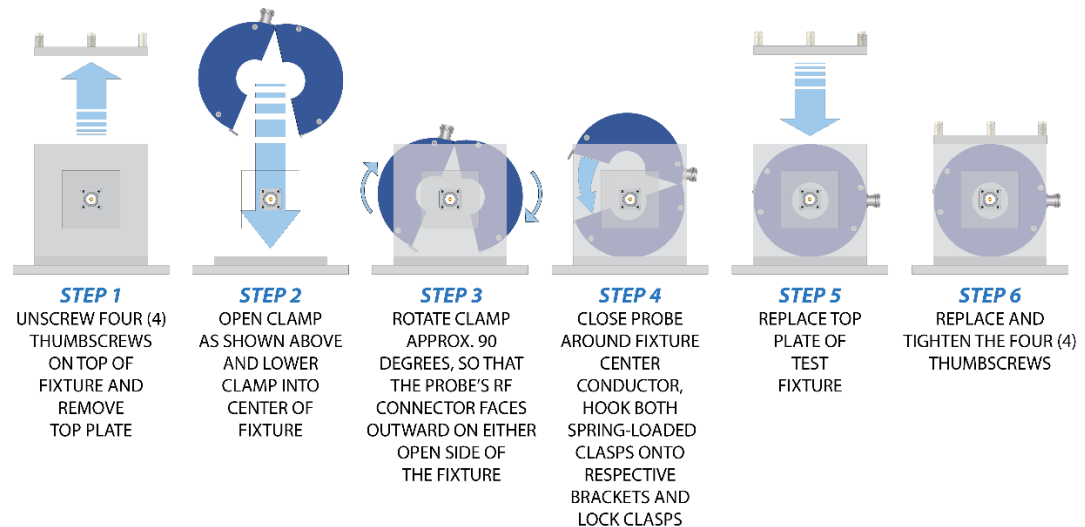 STEP 1
UNSCREW FOUR (4)
THUMBSCREWS
ON TOP OF
FIXTURE AND
REMOVE
TOP PLATE
STEP 2
OPEN CLAMP
AS SHOWN ABOVE
AND LOWER
CLAMP INTO
CENTER OF
FIXTURE
STEP 3
ROTATE CLAMP
APPROX. 90
DEGREES, SO THAT
THE PROBE'S RF
CONNECTOR FACES
OUTWARD ON EITHER
OPEN SIDE OF
THE FIXTURE
STEP 4
CLOSE PROBE
AROUND FIXTURE
CENTER
CONDUCTOR,
HOOK BOTH
SPRING-LOADED
CLASPS ONTO
RESPECTIVE
BRACKETS AND
LOCK CLASPS
STEP 5
REPLACE TOP
PLATE OF
TEST
FIXTURE
STEP 6
REPLACE AND
TIGHTEN THE FOUR (4)
THUMBSCREWS